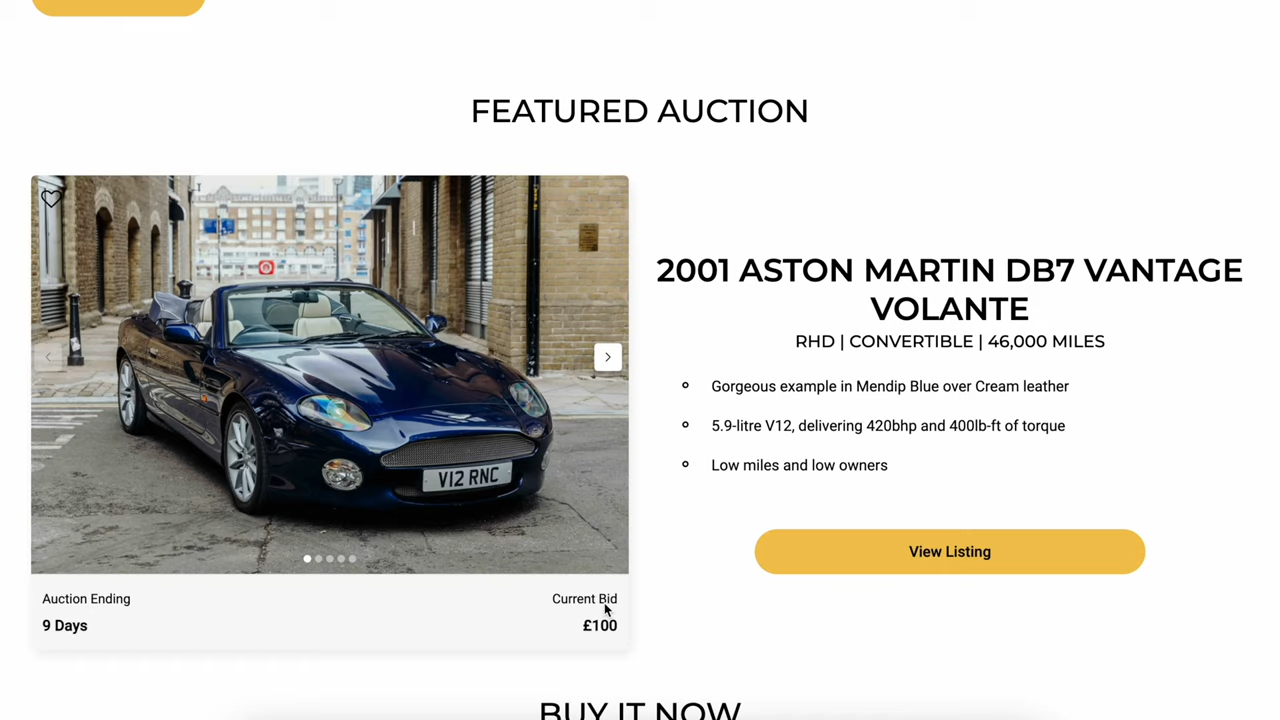 FEATURED AUCTION
V12 RNC
2001 ASTON MARTIN DB7 VANTAGE
VOLANTE
RHD | CONVERTIBLE | 46,000 MILES
Gorgeous example in Mendip Blue over Cream leather
5.9-litre V12, delivering 420bhp and 400lb-ft of torque
Low miles and low owners
View Listing
Auction Ending
Current Bid
9 Days
£100
BUY IT NOW